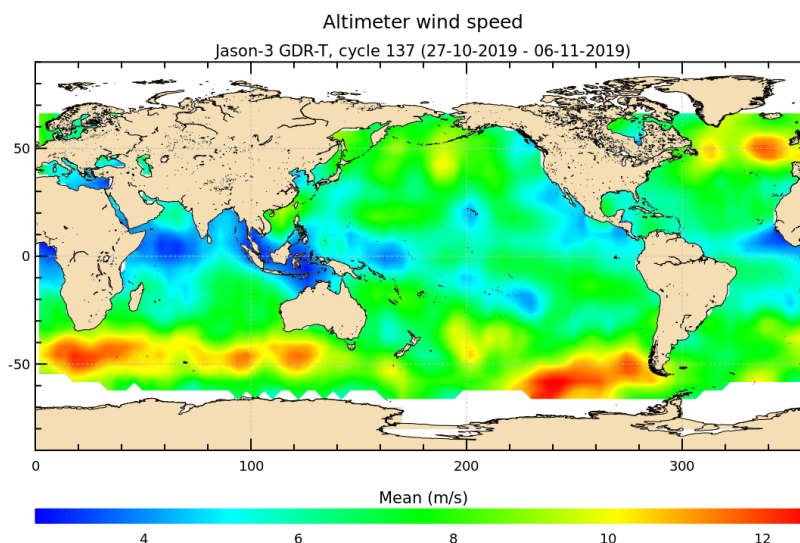 Altimeter wind speed
Jason-3 GDR-T, cycle 137 (27-10-2019 - 06-11-2019)
50
0
-50
0 100 200 300
Mean (m/s)
4 6 8 10 12